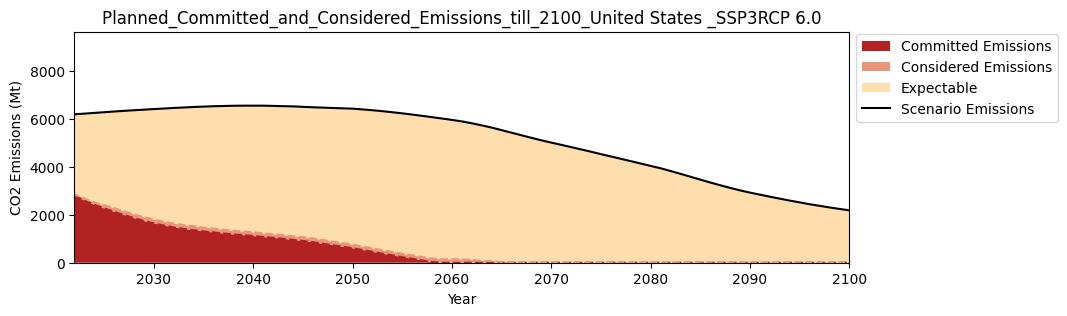 Planned_Committed_and_Considered_Emissions_till_2100_United States _SSP3RCP 6.0
Committed Emissions
Considered Emissions
Expectable
Scenario Emissions
CO2 Emissions (Mt)
8000
6000
4000
2000
0
2030 2040 2050 2060 2070 2080 2090 2100
Year